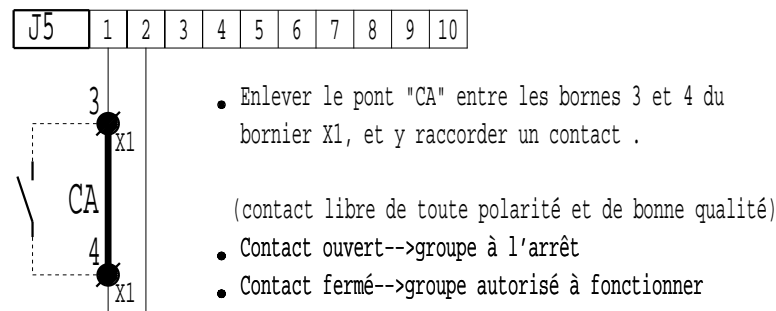 J5 1 2 3 4 5 6 7 8 9 10
3
X1
CA
4
X1
• Enlever le pont "CA" entre les bornes 3 et 4 du
bornier X1, et y raccorder un contact .
(contact libre de toute polarité et de bonne qualité)
• Contact ouvert-->groupe à l'arrêt
• Contact fermé-->groupe autorisé à fonctionner